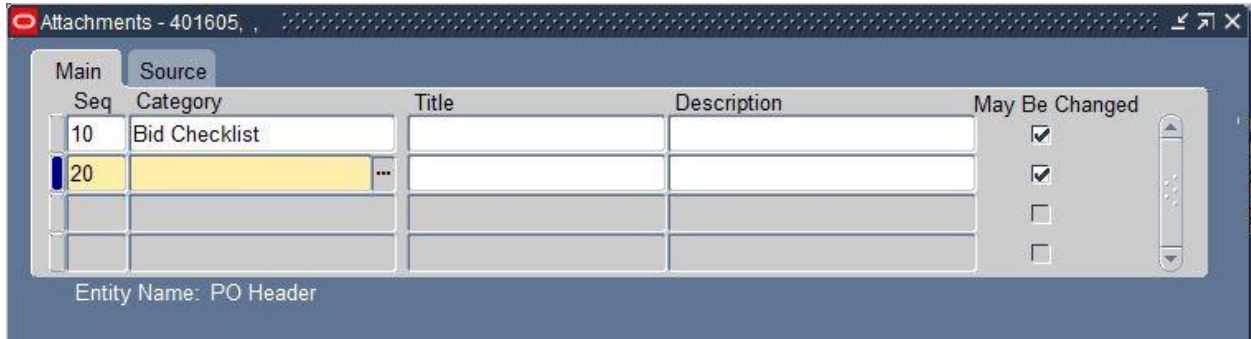 Attachments - 401605, ,
Main Source
Seq Category Title Description May Be Changed
10 Bid Checklist
20 ...
Entity Name: PO Header